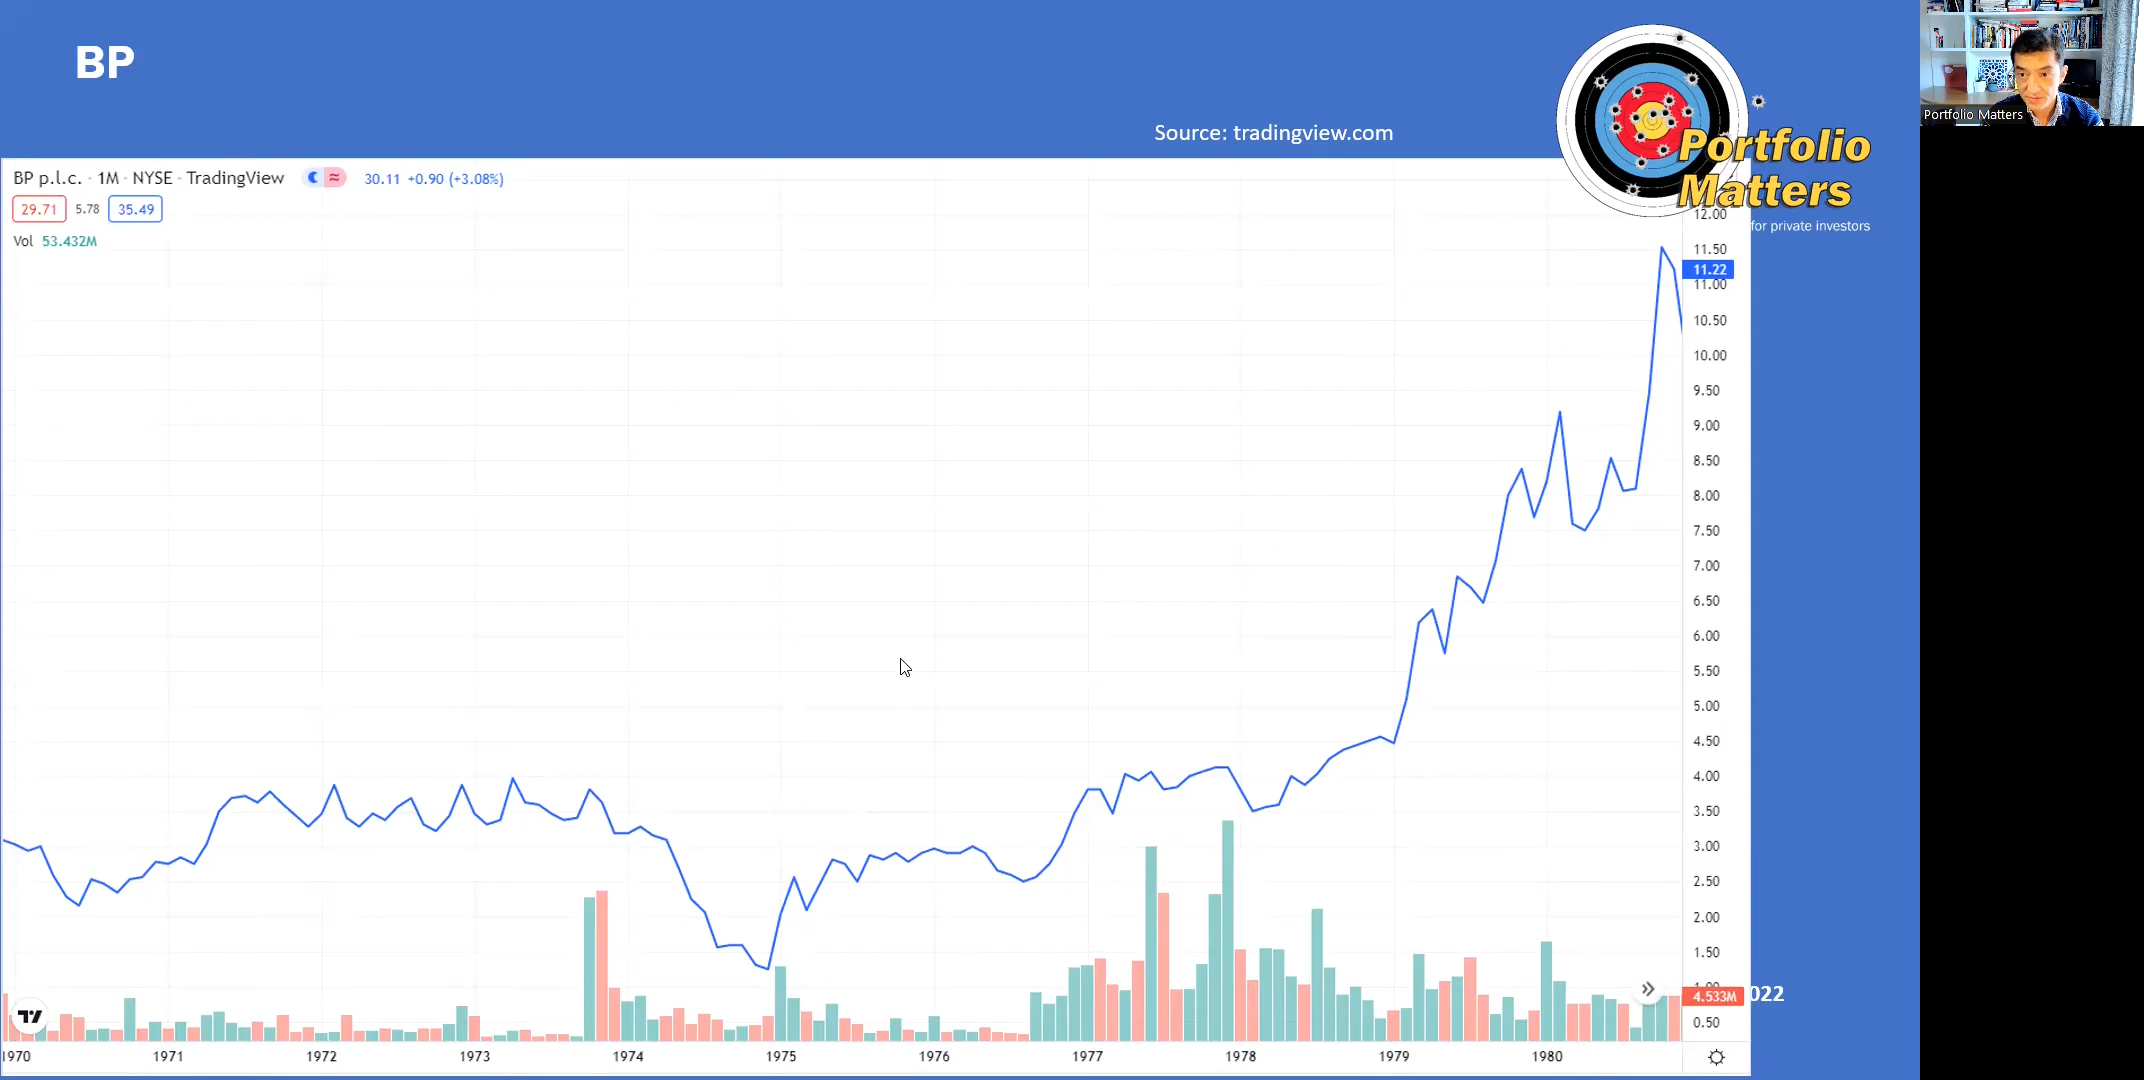 BP
Source: tradingview.com
Portfolio
Matters
for private investors
Portfolio Matters
BP p.l.c. · 1M · NYSE · TradingView 30.11 +0.90 (+3.08%)
29.71 5.78 35.49
Vol 53.432M
12.00
11.50
11.22
11.00
10.50
10.00
9.50
9.00
8.50
8.00
7.50
7.00
6.50
6.00
5.50
5.00
4.50
4.00
3.50
3.00
2.50
2.00
1.50
4.533M
022
0.50
1970 1971 1972 1973 1974 1975 1976 1977 1978 1979 1980